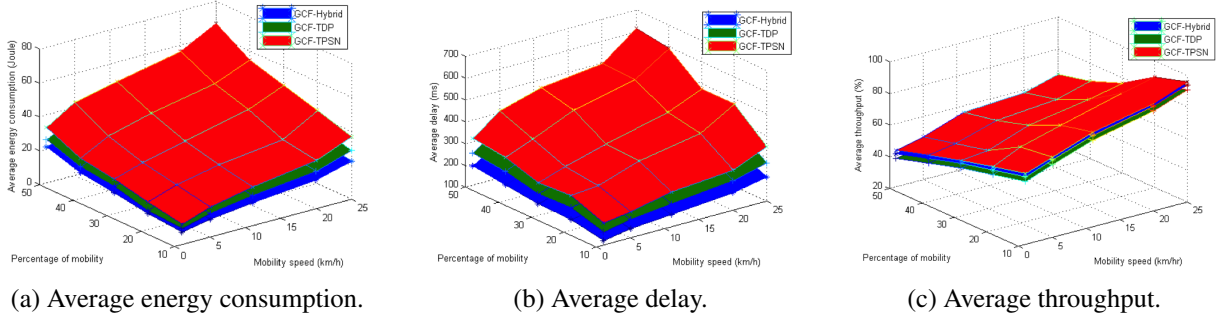 GCF-Hybrid
GCF-TDP
GCF-TPSN
Average energy consumption (Joule)
80
60
40
20
0
50
40
30
20
10
0
5
10
15
20
25
Percentage of mobility
Mobility speed (km/h)
(a) Average energy consumption.
GCF-Hybrid
GCF-TDP
GCF-TPSN
Average delay (ms)
700
600
500
400
300
200
100
50
40
30
20
10
0
5
10
15
20
25
Percentage of mobility
Mobility speed (km/h)
(b) Average delay.
GCF-Hybrid
GCF-TDP
GCF-TPSN
Average throughput (%)
100
80
60
40
20
50
40
30
20
10
0
5
10
15
20
25
Percentage of mobility
Mobility speed (km/hr)
(c) Average throughput.